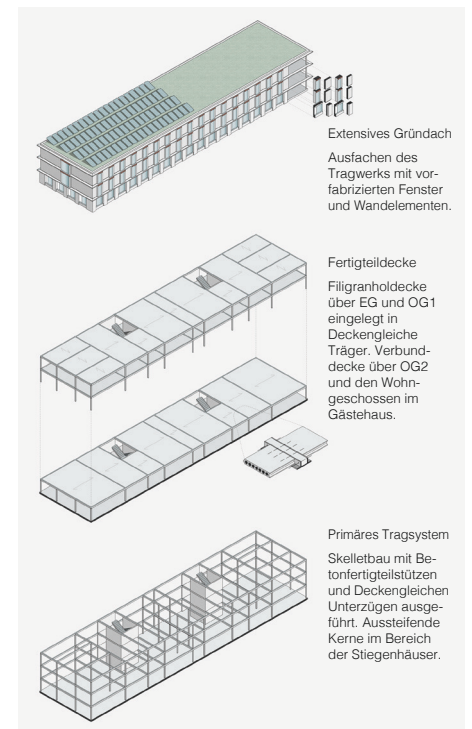 Extensives Gründach
Ausfachen des
Tragwerks mit vor-
fabrizierten Fenster
und Wandelementen.
Fertigteildecke
Filigranholdecke
über EG und OG1
eingelegt in
Deckengleiche
Träger. Verbund-
decke über OG2
und den Wohn-
geschossen im
Gästehaus.
Primäres Tragsystem
Skelletbau mit Be-
tonfertigteilstützen
und Deckengleichen
Unterzügen ausge-
führt. Aussteifende
Kerne im Bereich
der Stiegenhäuser.